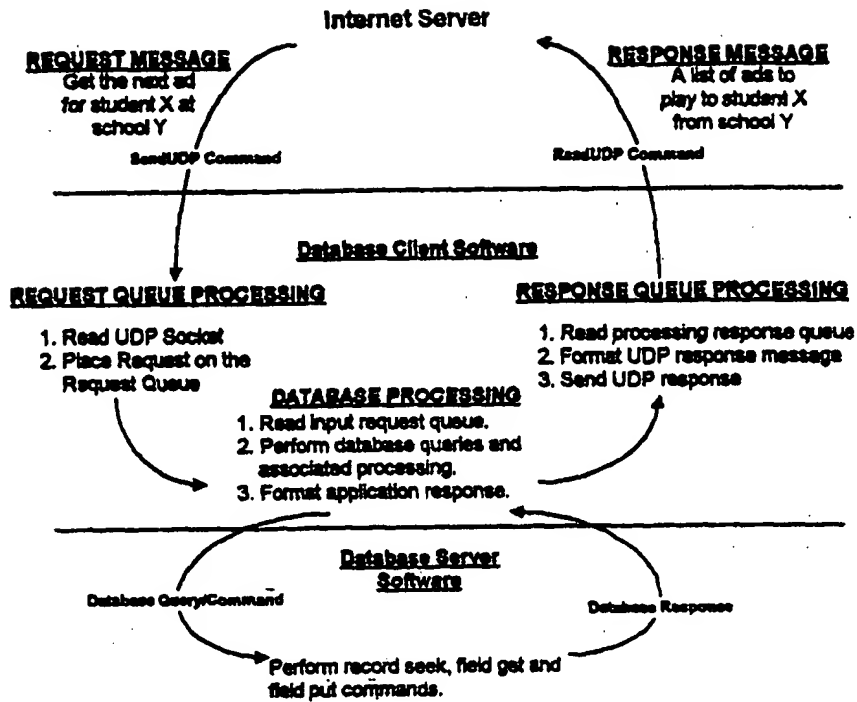 Internet Server
REQUEST MESSAGE
Get the next ad
for student X at
school Y
SendUDP Command
RESPONSE MESSAGE
A list of ads to
play to student X
from school Y
ReadUDP Command
Database Client Software
REQUEST QUEUE PROCESSING
1. Read UDP Socket
2. Place Request on the
Request Queue
RESPONSE QUEUE PROCESSING
1. Read processing response queue
2. Format UDP response message
3. Send UDP response
DATABASE PROCESSING
1. Read input request queue.
2. Perform database queries and
associated processing.
3. Format application response.
Database Server
Software
Database Query/Command
Database Response
Perform record seek, field get and
field put commands.